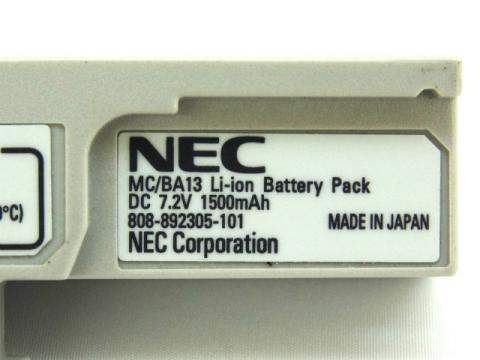 NEC
MC/BA13 Li-ion Battery Pack
DC 7.2V 1500mAh
808-892305-101 MADE IN JAPAN
NEC Corporation
°C)